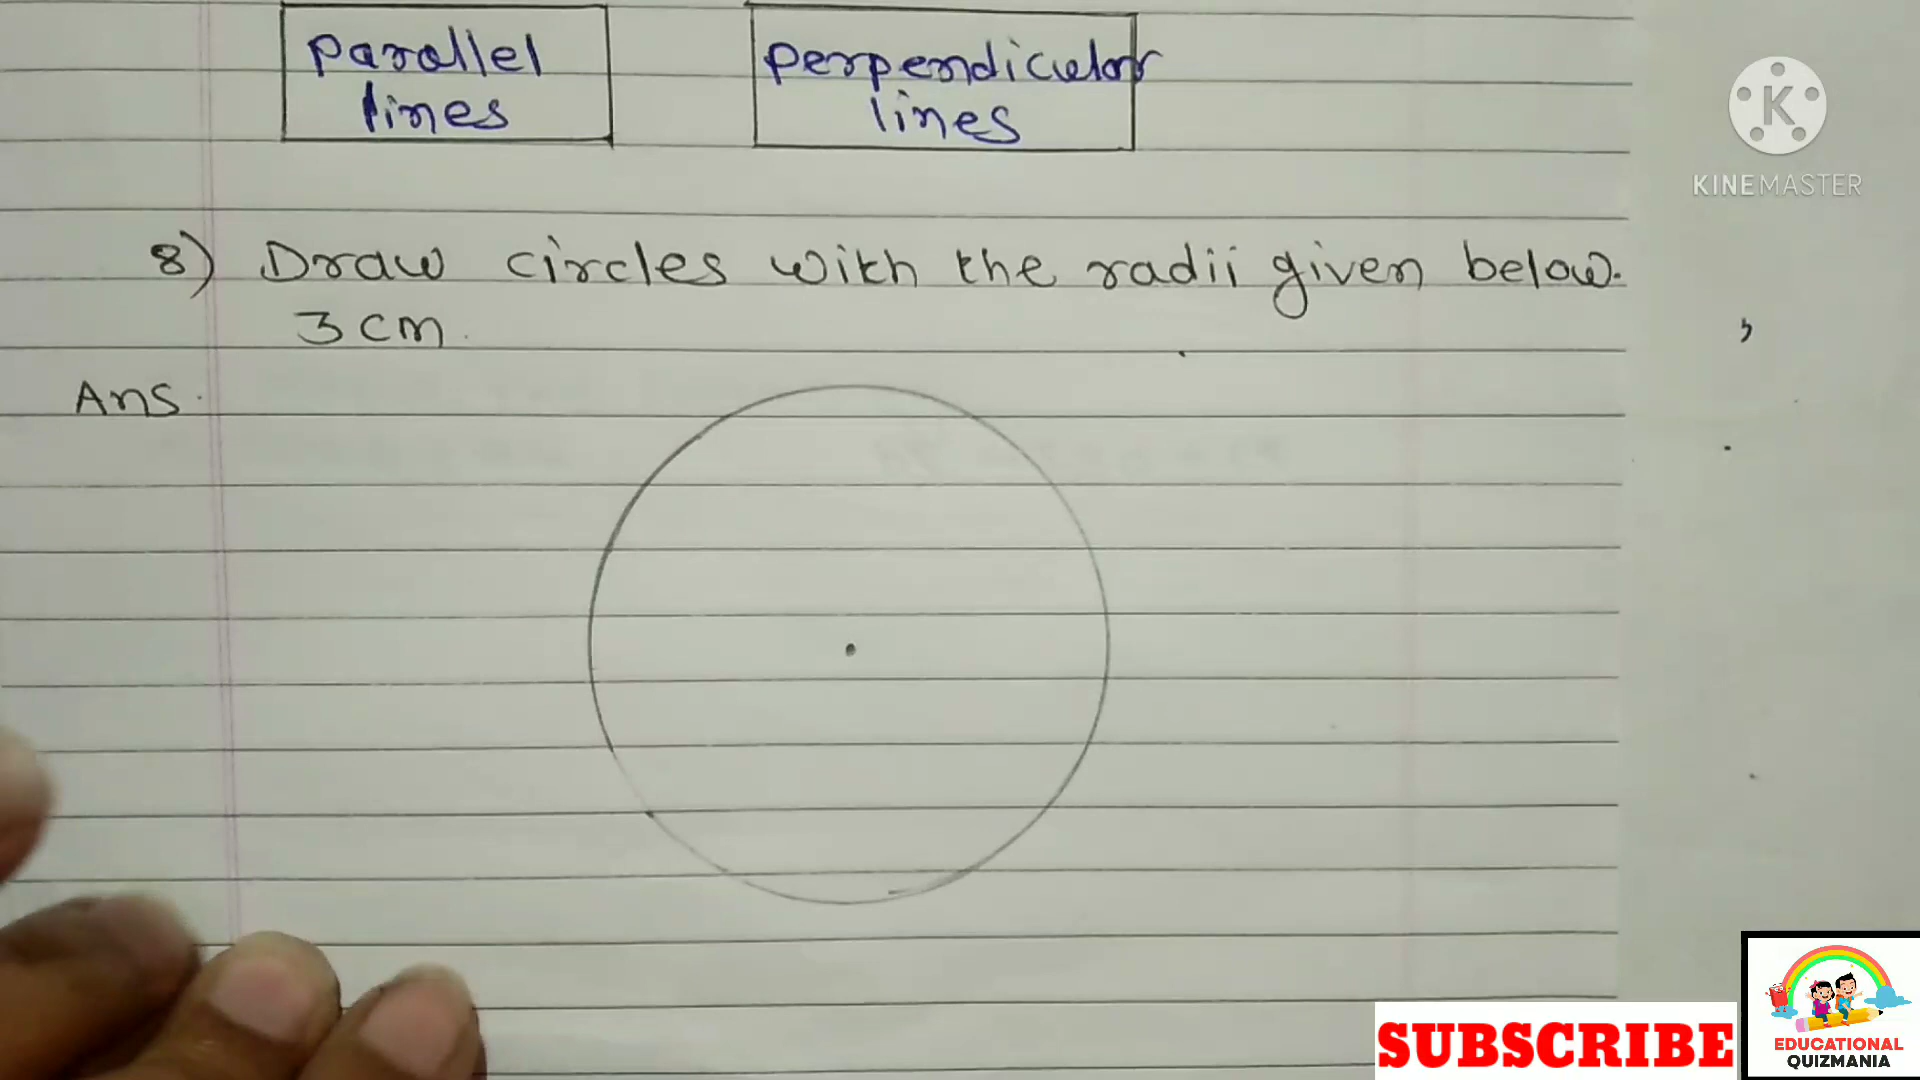 Parallel
lines
Perpendicular
lines
K
KINEMASTER
8) Draw circles with the radii given below.
3 cm.
Ans.
SUBSCRIBE
EDUCATIONAL
QUIZMANIA